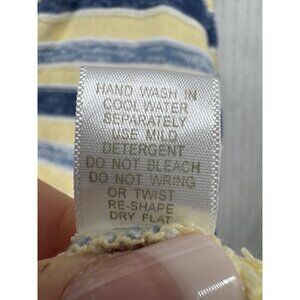 HAND WASH IN
COOL WATER
SEPARATELY
USE MILD
DETERGENT
DO NOT BLEACH
DO NOT WRING
OR TWIST
RE-SHAPE
DRY FLAT